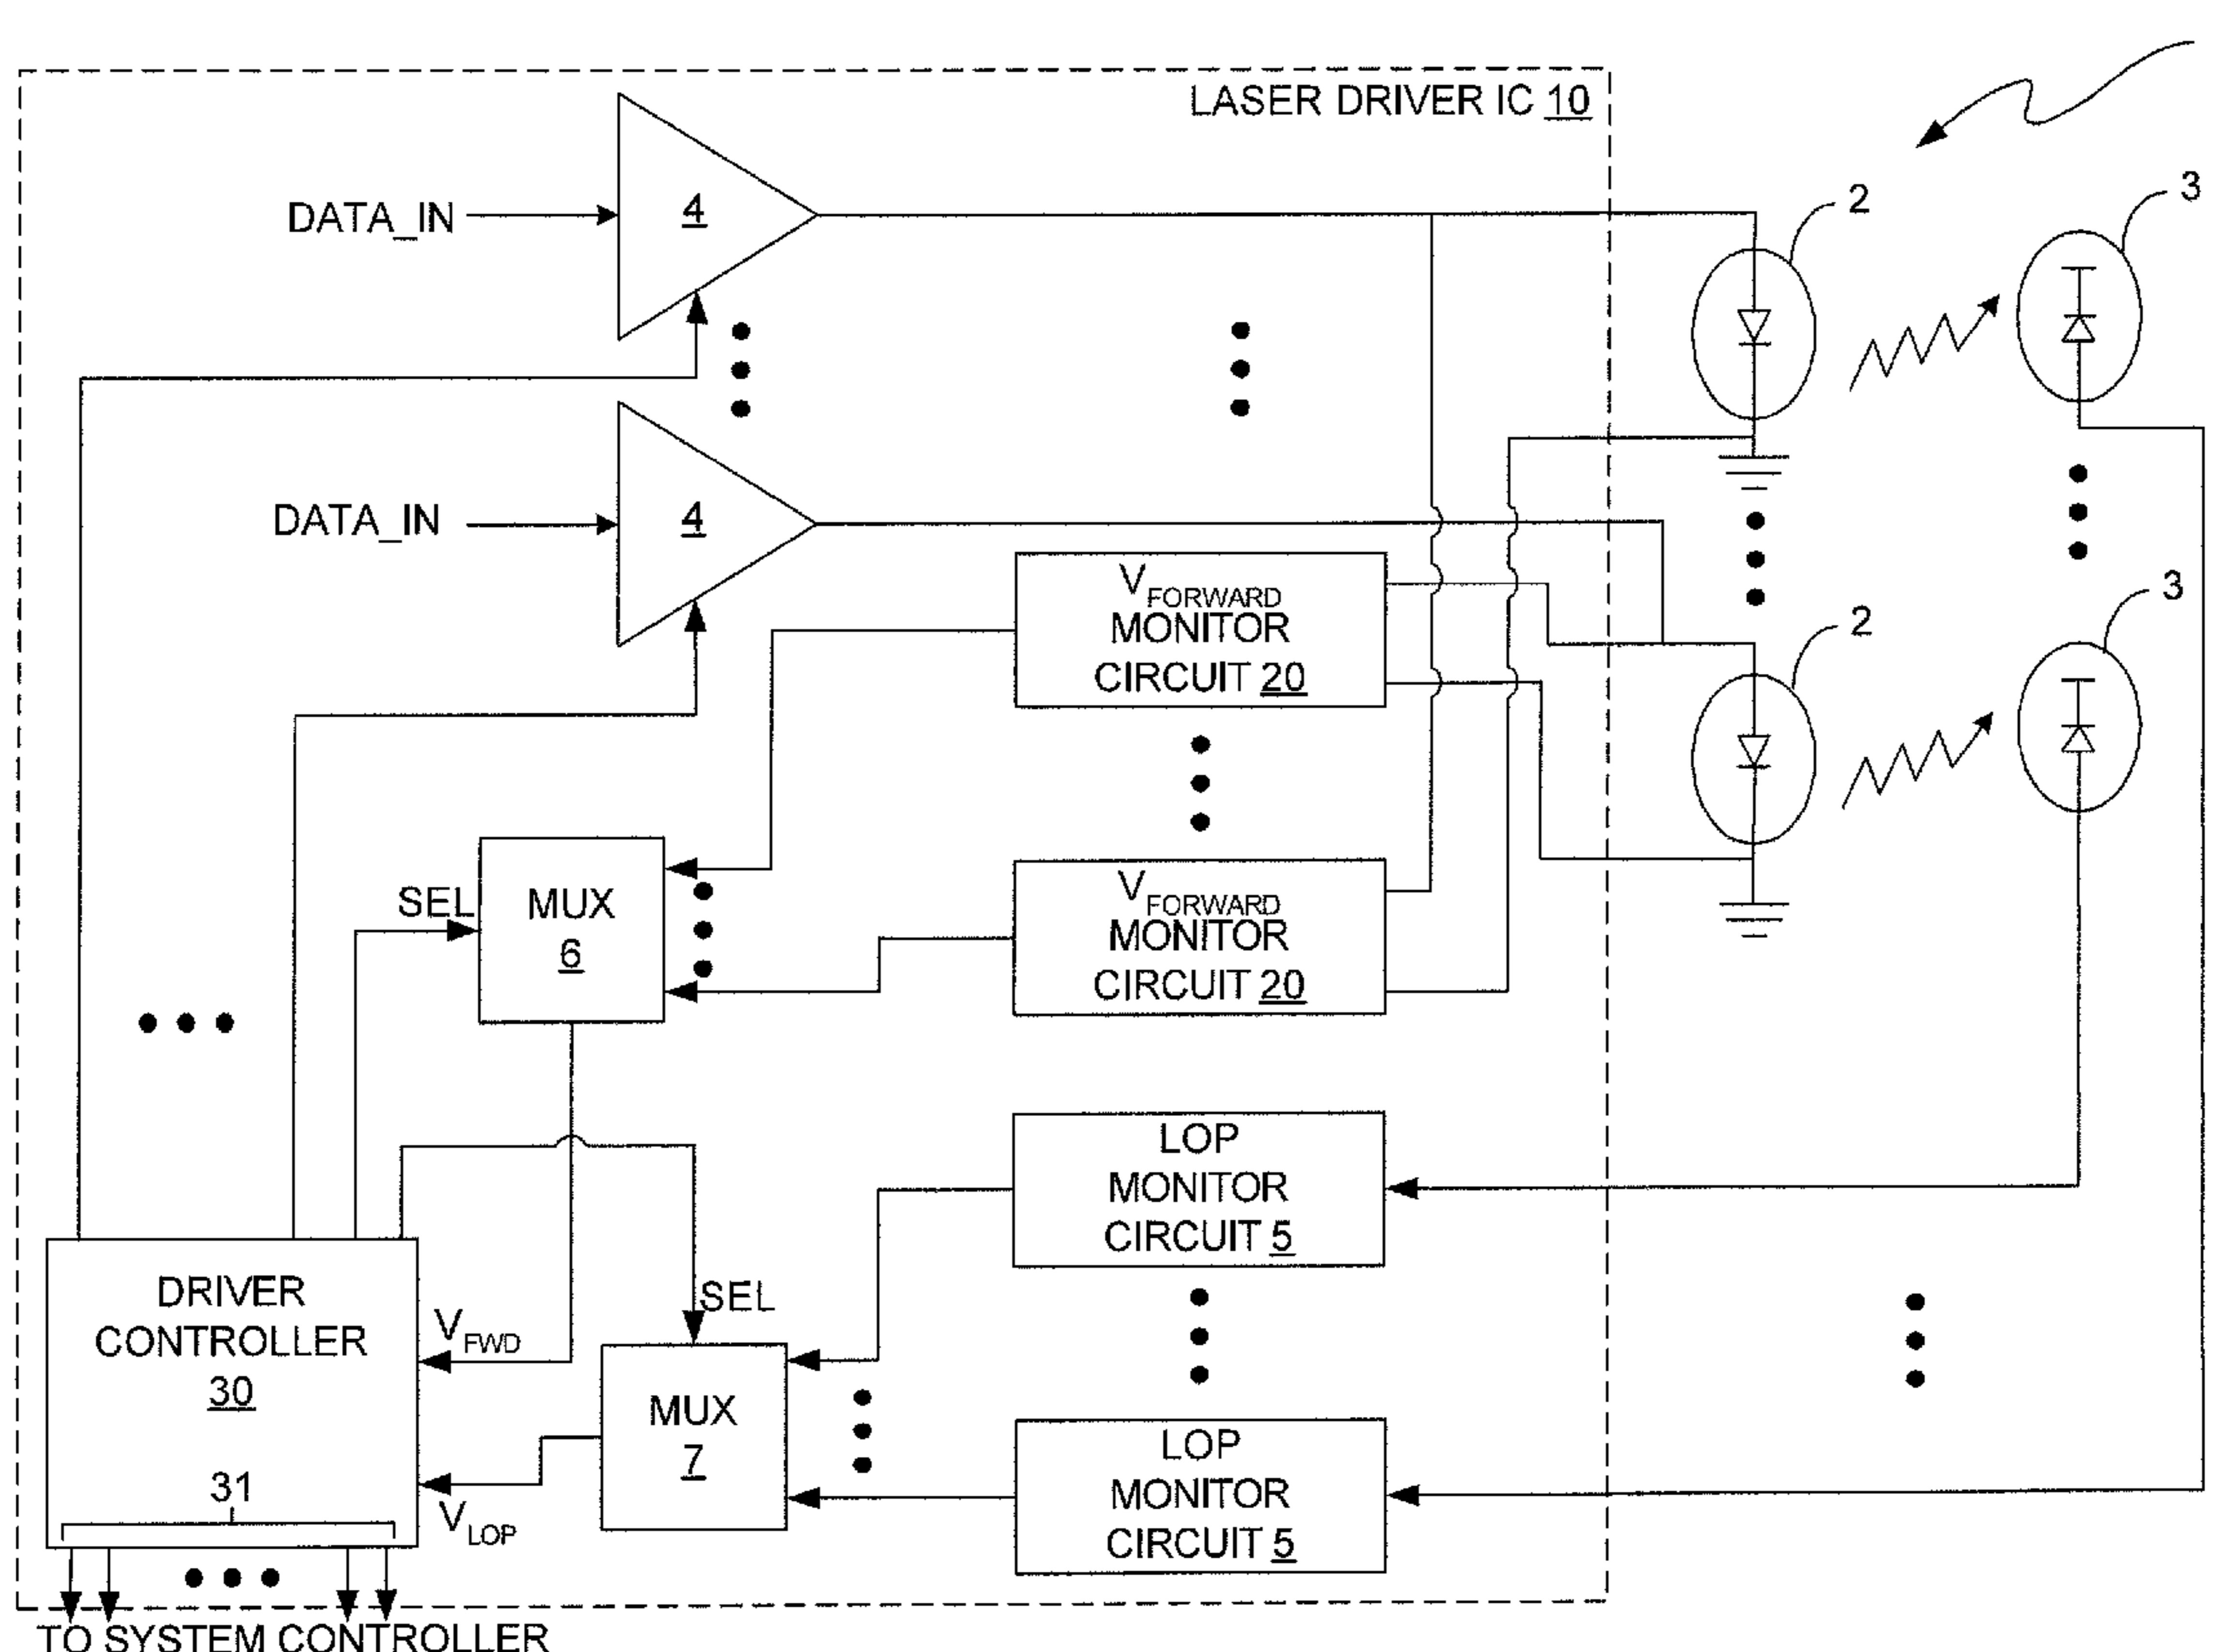 LASER DRIVER IC 10
DATA_IN
4
2
3
DATA_IN
4
VFORWARD
MONITOR
CIRCUIT 20
2
3
SEL
MUX
6
VFORWARD
MONITOR
CIRCUIT 20
LOP
MONITOR
CIRCUIT 5
DRIVER
CONTROLLER
30
31
VFWD
VLOP
SEL
MUX
7
LOP
MONITOR
CIRCUIT 5
TO SYSTEM CONTROLLER